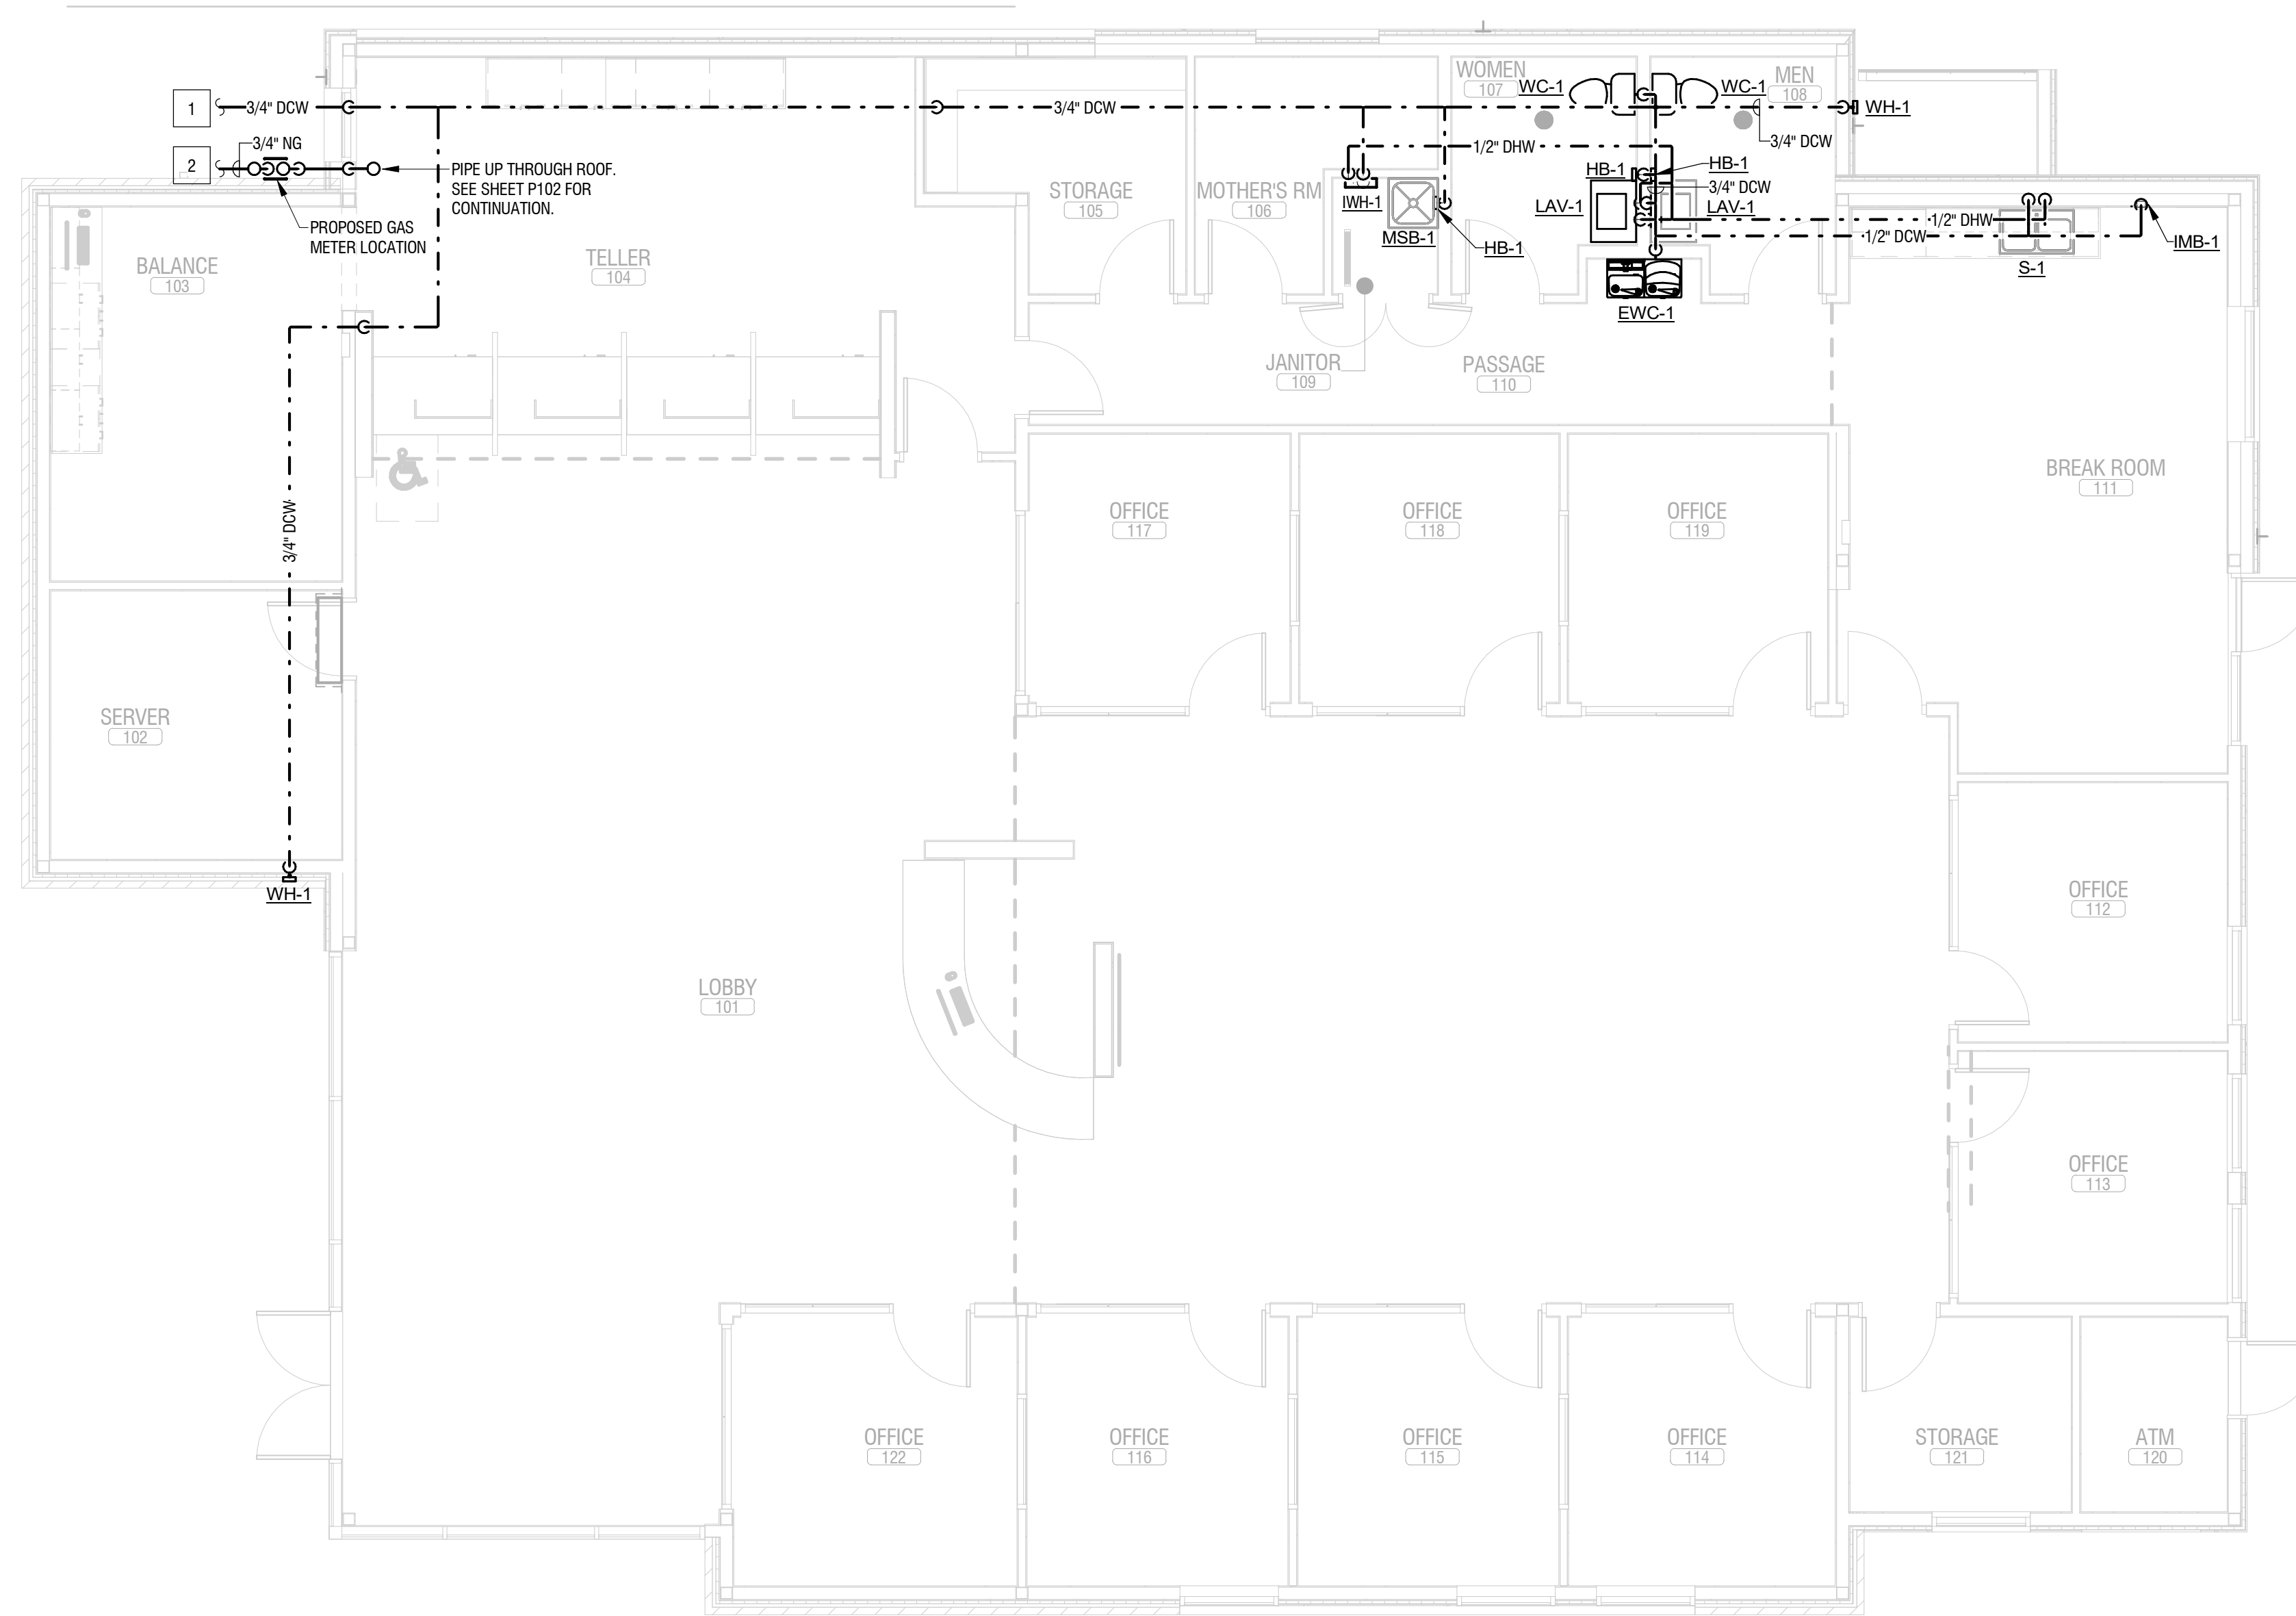 WOMEN
107
WC-1
WC-1
MEN
108
1
3/4" DCW
3/4" DCW
WH-1
3/4" DCW
2
3/4" NG
1/2" DHW
PIPE UP THROUGH ROOF.
SEE SHEET P102 FOR
CONTINUATION.
HB-1
HB-1
3/4" DCW
STORAGE
105
MOTHER'S RM
106
IWH-1
LAV-1
LAV-1
PROPOSED GAS
METER LOCATION
MSB-1
HB-1
1/2" DHW
1/2" DCW
IMB-1
S-1
BALANCE
103
TELLER
104
EWC-1
JANITOR
109
PASSAGE
110
BREAK ROOM
111
3/4" DCW
OFFICE
117
OFFICE
118
OFFICE
119
SERVER
102
WH-1
OFFICE
112
LOBBY
101
OFFICE
113
OFFICE
122
OFFICE
116
OFFICE
115
OFFICE
114
STORAGE
121
ATM
120